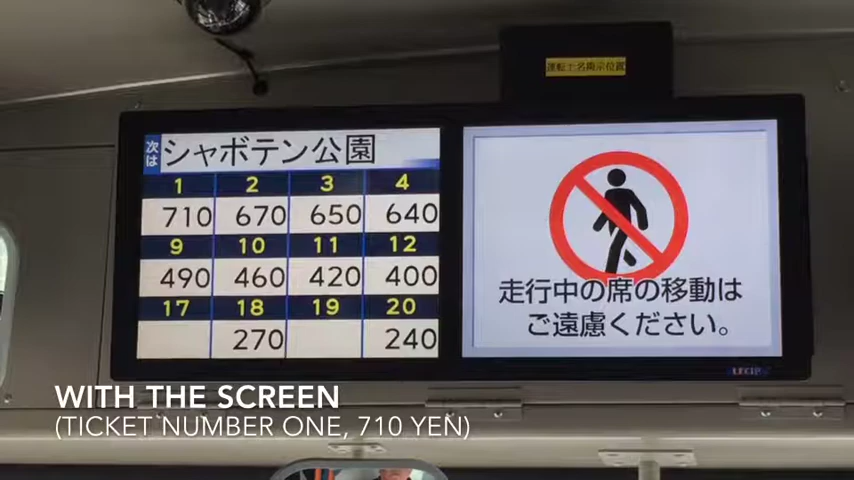 運転士名掲示位置
次は シャボテン公園
1 2 3 4
710 670 650 640
9 10 11 12
490 460 420 400
17 18 19 20
270 240
走行中の席の移動は
ご遠慮ください。
LECIP
WITH THE SCREEN
(TICKET NUMBER ONE, 710 YEN)